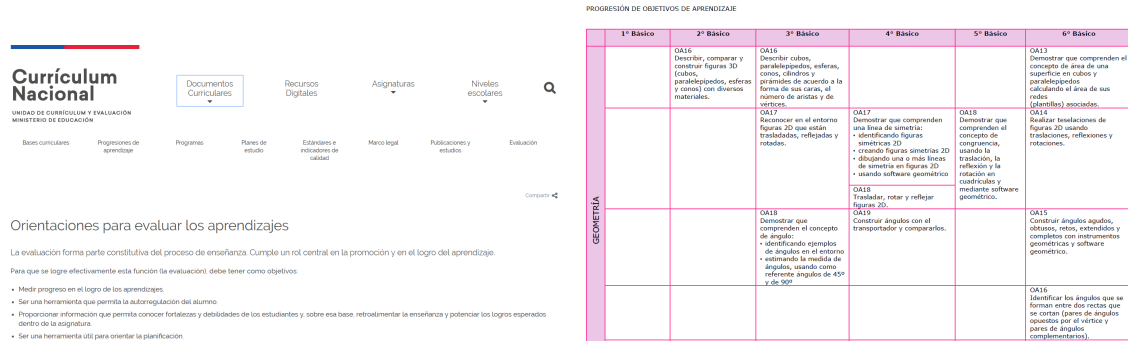 Currículum
Nacional
UNIDAD DE CURRÍCULUM Y EVALUACIÓN
MINISTERIO DE EDUCACIÓN
Documentos
Curriculares
Recursos
Digitales
Asignaturas
Niveles
escolares
Bases curriculares
Progresiones de
aprendizaje
Programas
Planes de
estudio
Estándares e
indicadores de
calidad
Marco legal
Publicaciones y
estudios
Evaluación
Compartir
Orientaciones para evaluar los aprendizajes
La evaluación forma parte constitutiva del proceso de enseñanza. Cumple un rol central en la promoción y en el logro del aprendizaje.
Para que se logre efectivamente esta función (la evaluación), debe tener como objetivos:
• Medir progreso en el logro de los aprendizajes.
• Ser una herramienta que permita la autorregulación del alumno.
• Proporcionar información que permita conocer fortalezas y debilidades de los estudiantes y, sobre esa base, retroalimentar la enseñanza y potenciar los logros esperados
dentro de la asignatura.
• Ser una herramienta útil para orientar la planificación.
PROGRESIÓN DE OBJETIVOS DE APRENDIZAJE
1° Básico
2° Básico
3° Básico
4° Básico
5° Básico
6° Básico
GEOMETRÍA
OA16
Describir, comparar y
construir figuras 3D
(cubos,
paralelepípedos, esferas
y conos) con diversos
materiales.
OA16
Describir cubos,
paralelepípedos, esferas,
conos, cilindros y
pirámides de acuerdo a la
forma de sus caras, el
número de aristas y de
vértices.
OA13
Demostrar que comprenden el
concepto de área de una
superficie en cubos y
paralelepípedos
calculando el área de sus
redes
(plantillas) asociadas.
OA17
Reconocer en el entorno
figuras 2D que están
trasladadas, reflejadas y
rotadas.
OA17
Demostrar que comprenden
una línea de simetría:
• identificando figuras
simétricas 2D
• creando figuras simetrías 2D
• dibujando una o más líneas
de simetría en figuras 2D
• usando software geométrico
OA18
Trasladar, rotar y reflejar
figuras 2D.
OA18
Demostrar que
comprenden el
concepto de
congruencia,
usando la
traslación, la
reflexión y la
rotación en
cuadrículas y
mediante software
geométrico.
OA14
Realizar teselaciones de
figuras 2D usando
traslaciones, reflexiones y
rotaciones.
OA18
Demostrar que
comprenden el concepto
de ángulo:
• identificando ejemplos
de ángulos en el entorno
• estimando la medida de
ángulos, usando como
referente ángulos de 45º
y de 90º
OA19
Construir ángulos con el
transportador y compararlos.
OA15
Construir ángulos agudos,
obtusos, retos, extendidos y
completos con instrumentos
geométricas y software
geométrico.
OA16
Identificar los ángulos que se
forman entre dos rectas que
se cortan (pares de ángulos
opuestos por el vértice y
pares de ángulos
complementarios).